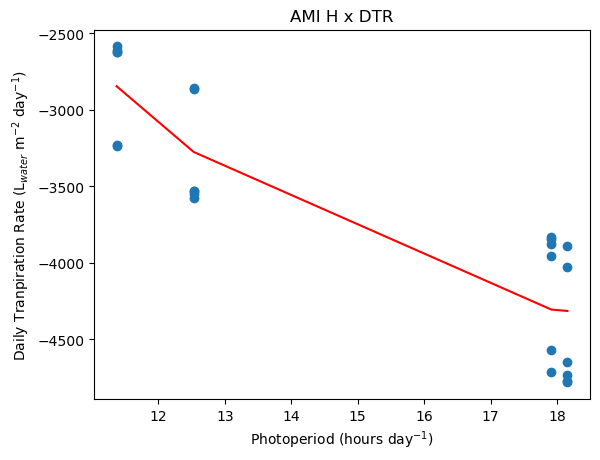 AMI H x DTR
Daily Tranpiration Rate (L_water m⁻² day⁻¹)
−2500
−3000
−3500
−4000
−4500
12 13 14 15 16 17 18
Photoperiod (hours day⁻¹)